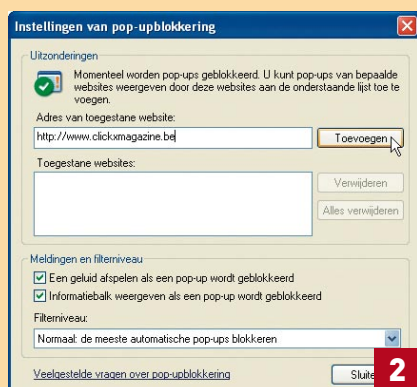 Instellingen van pop-upblokkering
Uitzonderingen
Momenteel worden pop-ups geblokkeerd. U kunt pop-ups van bepaalde
websites weergeven door deze websites aan de onderstaande lijst toe te
voegen.
Adres van toegestane website:
http://www.clickxmagazine.be
Toevoegen
Toegestane websites:
Verwijderen
Alles verwijderen
Meldingen en filterniveau
Een geluid afspelen als een pop-up wordt geblokkeerd
Informatiebalk weergeven als een pop-up wordt geblokkeerd
Filterniveau:
Normaal: de meeste automatische pop-ups blokkeren
Veelgestelde vragen over pop-upblokkering
2